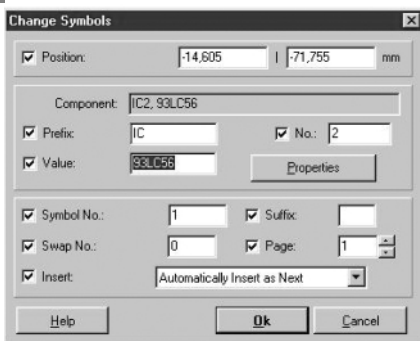 Change Symbols
Position: -14,605 | -71,755 mm
Component: IC2, 93LC56
Prefix: IC No.: 2
Value: 93LC56 Properties
Symbol No.: 1 Suffix:
Swap No.: 0 Page: 1
Insert: Automatically Insert as Next
Help Ok Cancel